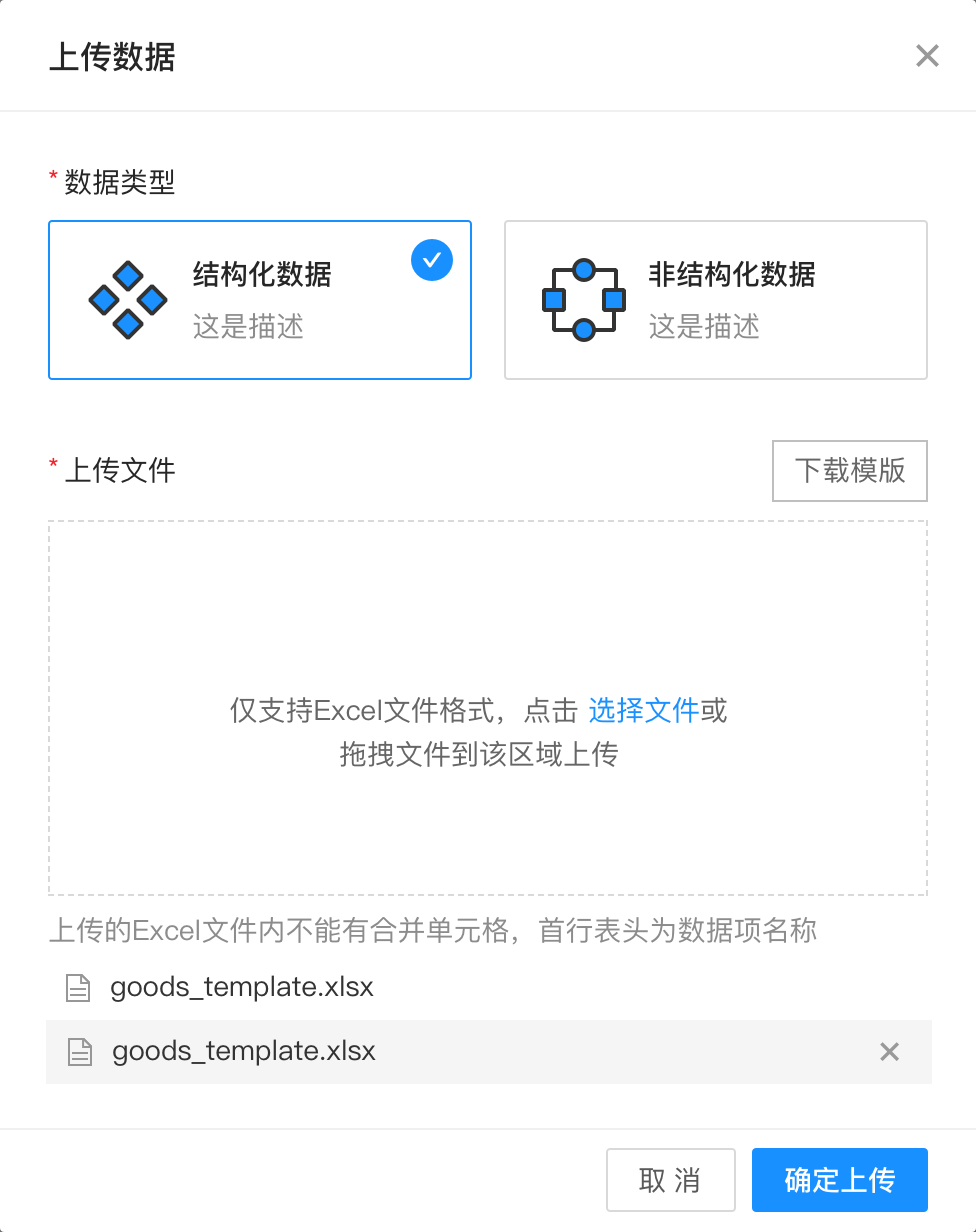 上传数据
* 数据类型
结构化数据
这是描述
非结构化数据
这是描述
* 上传文件
下载模版
仅支持Excel文件格式，点击 选择文件或
拖拽文件到该区域上传
上传的Excel文件内不能有合并单元格，首行表头为数据项名称
goods_template.xlsx
goods_template.xlsx
取 消
确定上传